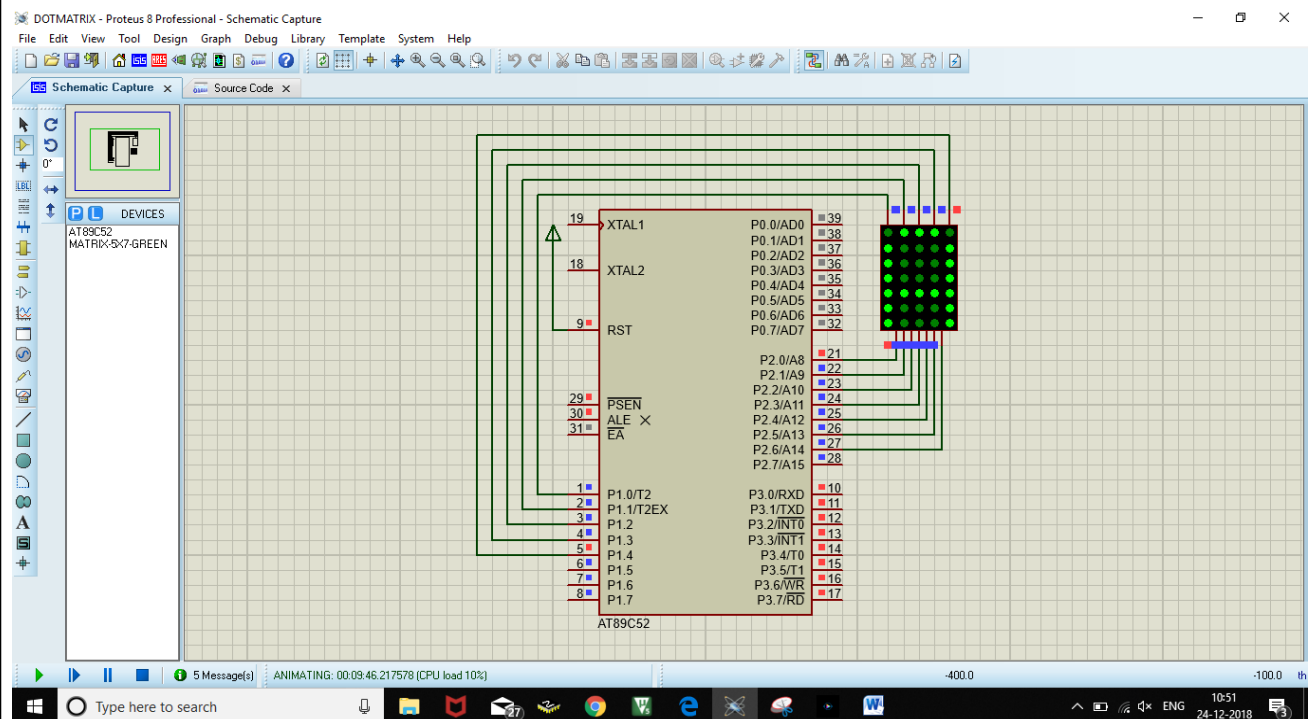 DOTMATRIX - Proteus 8 Professional - Schematic Capture
File Edit View Tool Design Graph Debug Library Template System Help
Schematic Capture Source Code
0°
LBL
P L DEVICES
AT89C52
MATRIX-5X7-GREEN
A
S
19 XTAL1
18 XTAL2
9 RST
29 PSEN
30 ALE
31 EA
1 P1.0/T2
2 P1.1/T2EX
3 P1.2
4 P1.3
5 P1.4
6 P1.5
7 P1.6
8 P1.7
P0.0/AD0 39
P0.1/AD1 38
P0.2/AD2 37
P0.3/AD3 36
P0.4/AD4 35
P0.5/AD5 34
P0.6/AD6 33
P0.7/AD7 32
P2.0/A8 21
P2.1/A9 22
P2.2/A10 23
P2.3/A11 24
P2.4/A12 25
P2.5/A13 26
P2.6/A14 27
P2.7/A15 28
P3.0/RXD 10
P3.1/TXD 11
P3.2/INT0 12
P3.3/INT1 13
P3.4/T0 14
P3.5/T1 15
P3.6/WR 16
P3.7/RD 17
AT89C52
5 Message(s) ANIMATING: 00:09:46.217578 (CPU load 10%) -400.0 -100.0 th
Type here to search 27 W ENG 10:51
24-12-2018 3